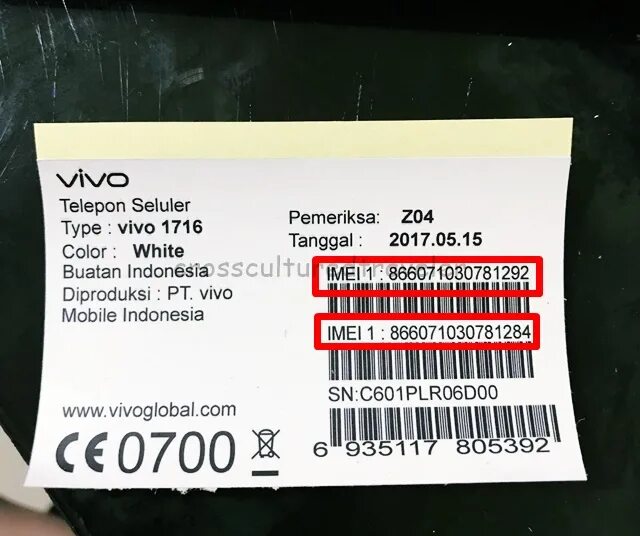 vivo
Telepon Seluler
Type : vivo 1716
Color : White
Buatan Indonesia
Diproduksi : PT. vivo
Mobile Indonesia
www.vivoglobal.com
CE 0700
Pemeriksa: Z04
Tanggal : 2017.05.15
IMEI 1 : 866071030781292
IMEI 1 : 866071030781284
SN:C601PLR06D00
6 935117 805392